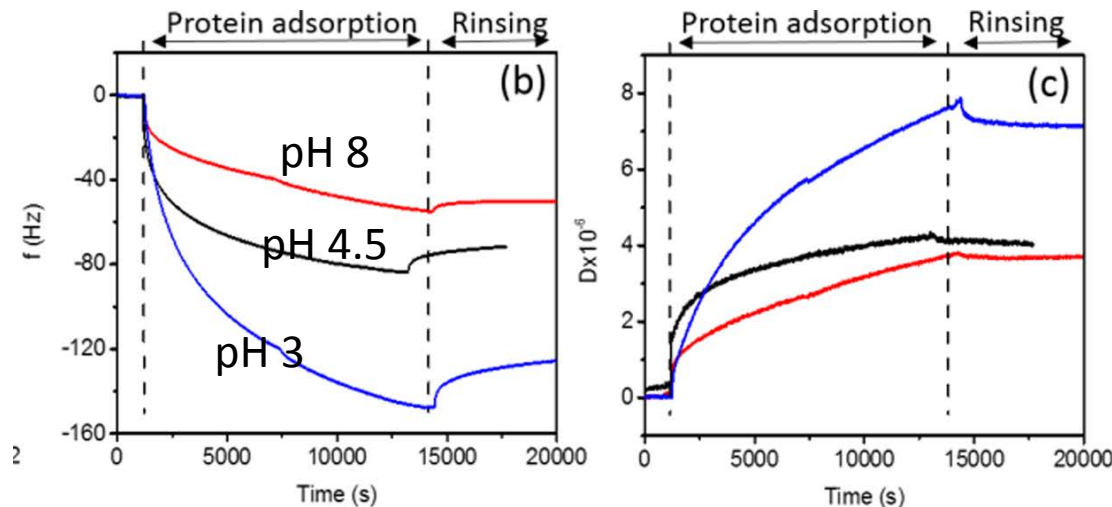 Protein adsorption Rinsing
(b)
0
-40
-80
-120
-160
f (Hz)
pH 8
pH 4.5
pH 3
0 5000 10000 15000 20000
Time (s)
2
Protein adsorption Rinsing
(c)
8
6
4
2
0
Dx10⁻⁶
0 5000 10000 15000 20000
Time (s)